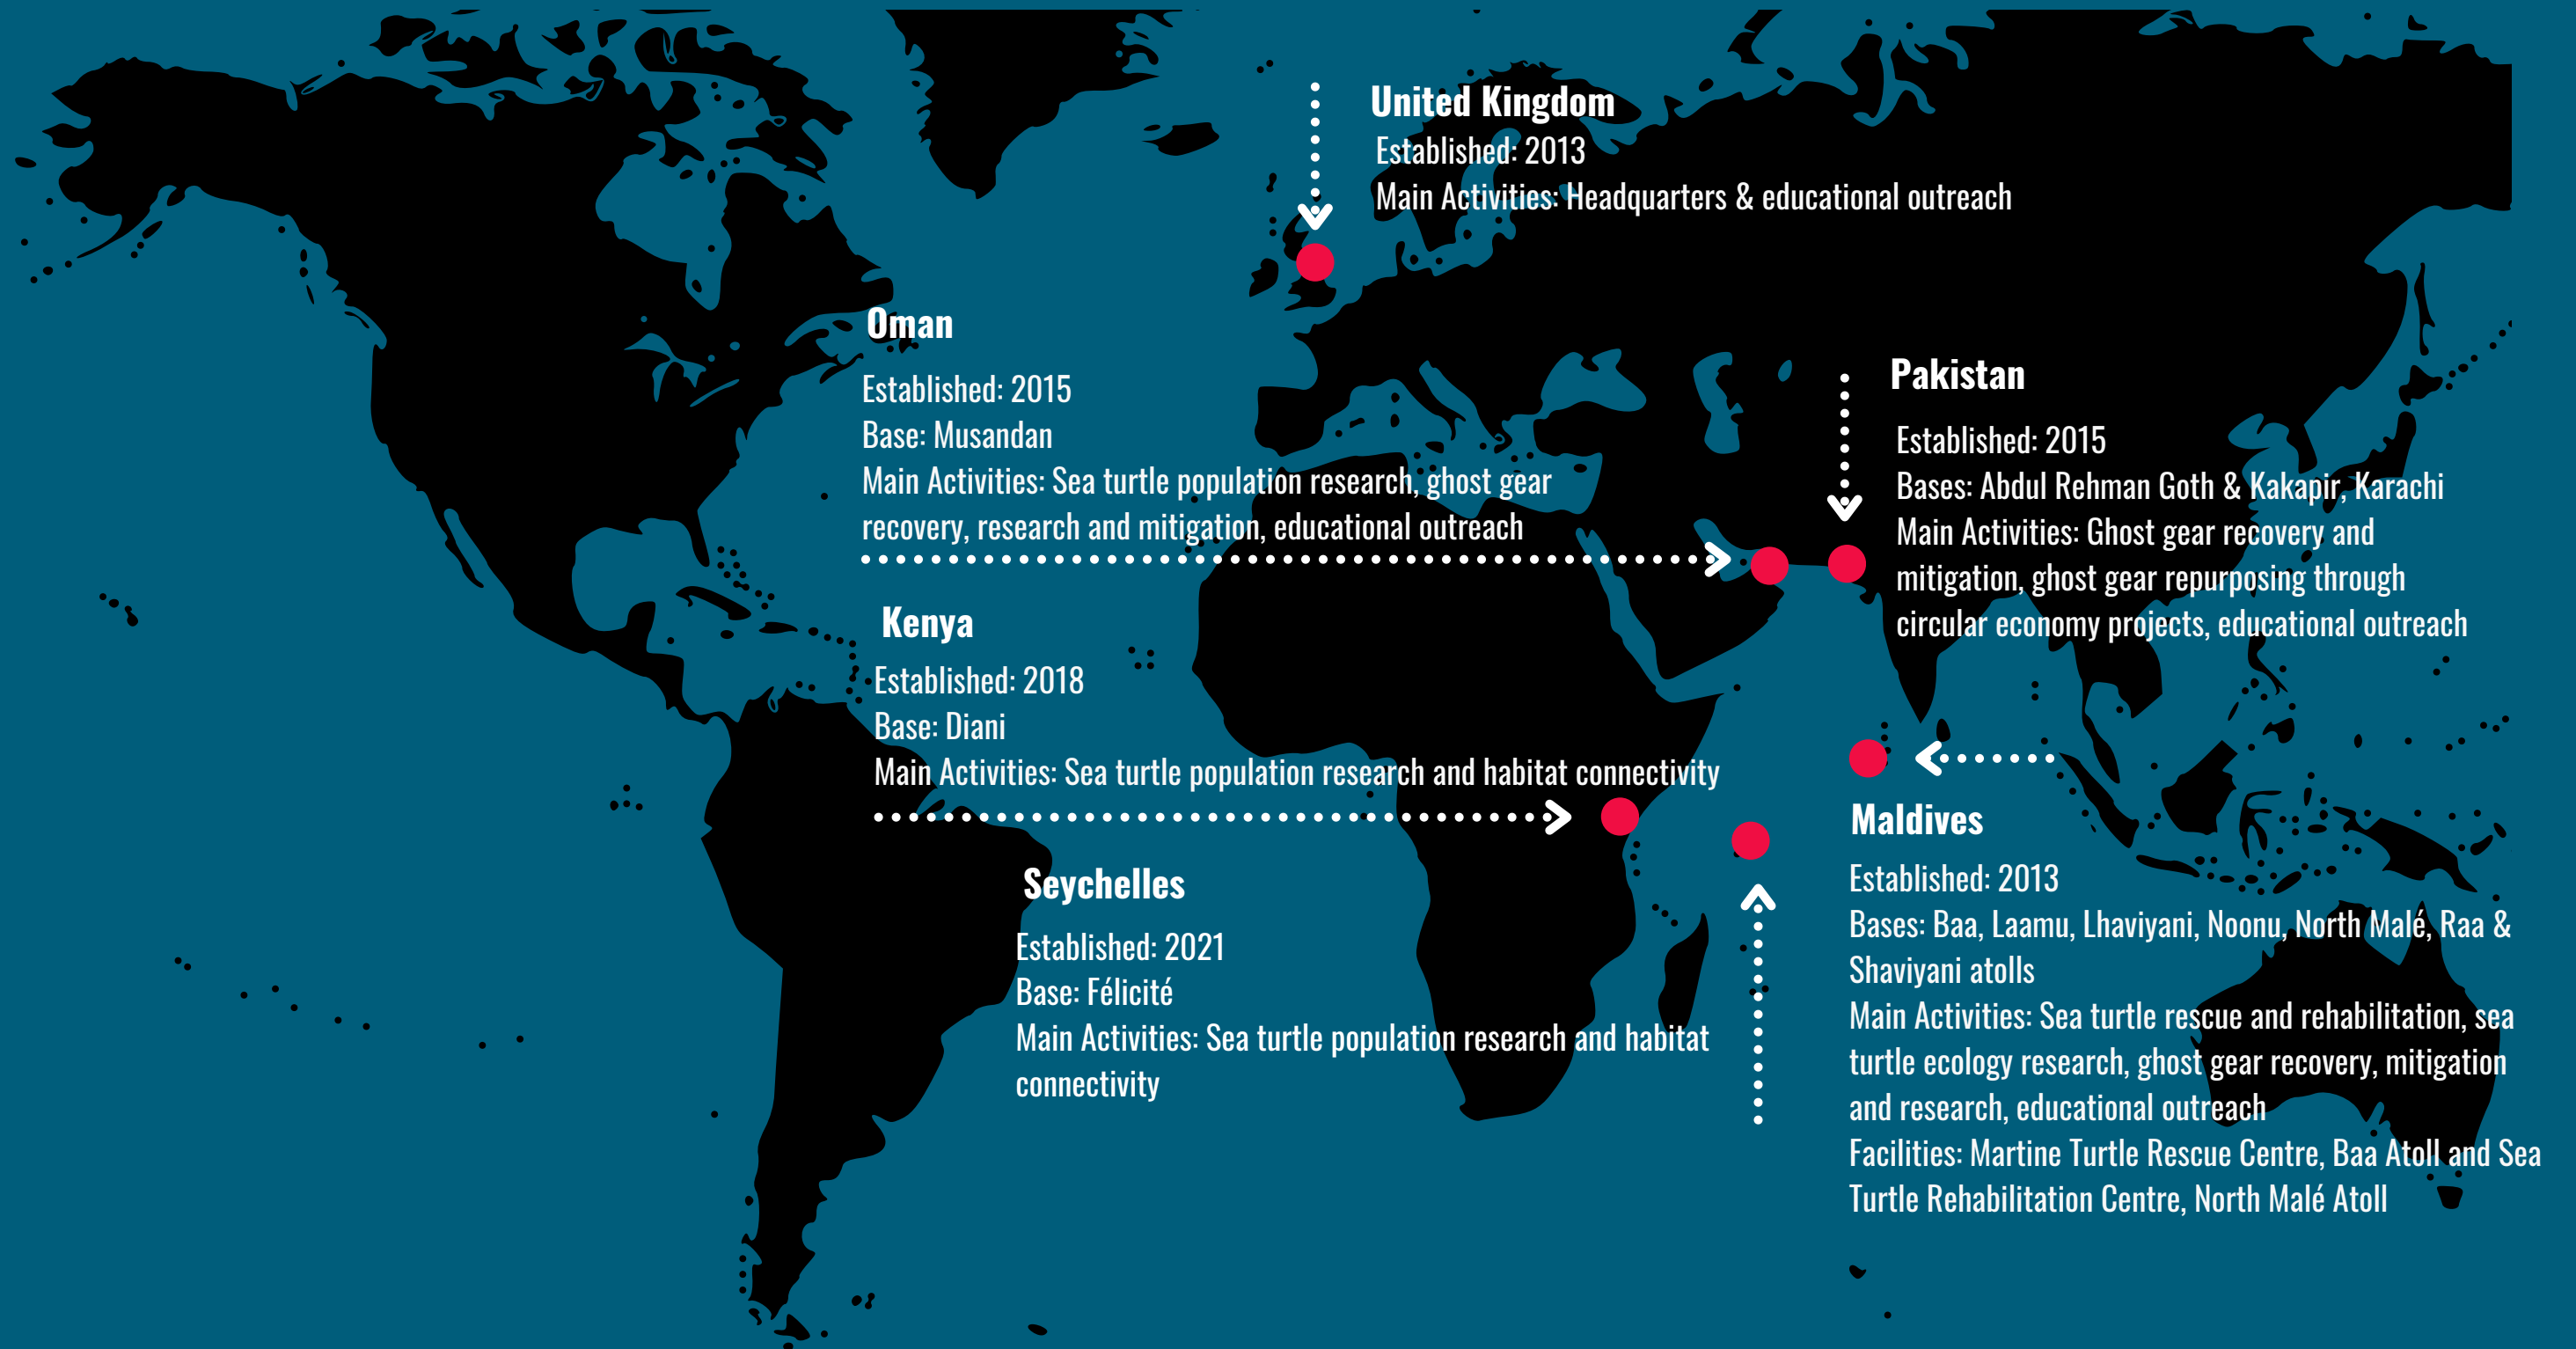 United Kingdom
Established: 2013
Main Activities: Headquarters & educational outreach
Oman
Established: 2015
Base: Musandan
Main Activities: Sea turtle population research, ghost gear
recovery, research and mitigation, educational outreach
Pakistan
Established: 2015
Bases: Abdul Rehman Goth & Kakapir, Karachi
Main Activities: Ghost gear recovery and
mitigation, ghost gear repurposing through
circular economy projects, educational outreach
Kenya
Established: 2018
Base: Diani
Main Activities: Sea turtle population research and habitat connectivity
Seychelles
Established: 2021
Base: Félicité
Main Activities: Sea turtle population research and habitat
connectivity
Maldives
Established: 2013
Bases: Baa, Laamu, Lhaviyani, Noonu, North Malé, Raa &
Shaviyani atolls
Main Activities: Sea turtle rescue and rehabilitation, sea
turtle ecology research, ghost gear recovery, mitigation
and research, educational outreach
Facilities: Martine Turtle Rescue Centre, Baa Atoll and Sea
Turtle Rehabilitation Centre, North Malé Atoll